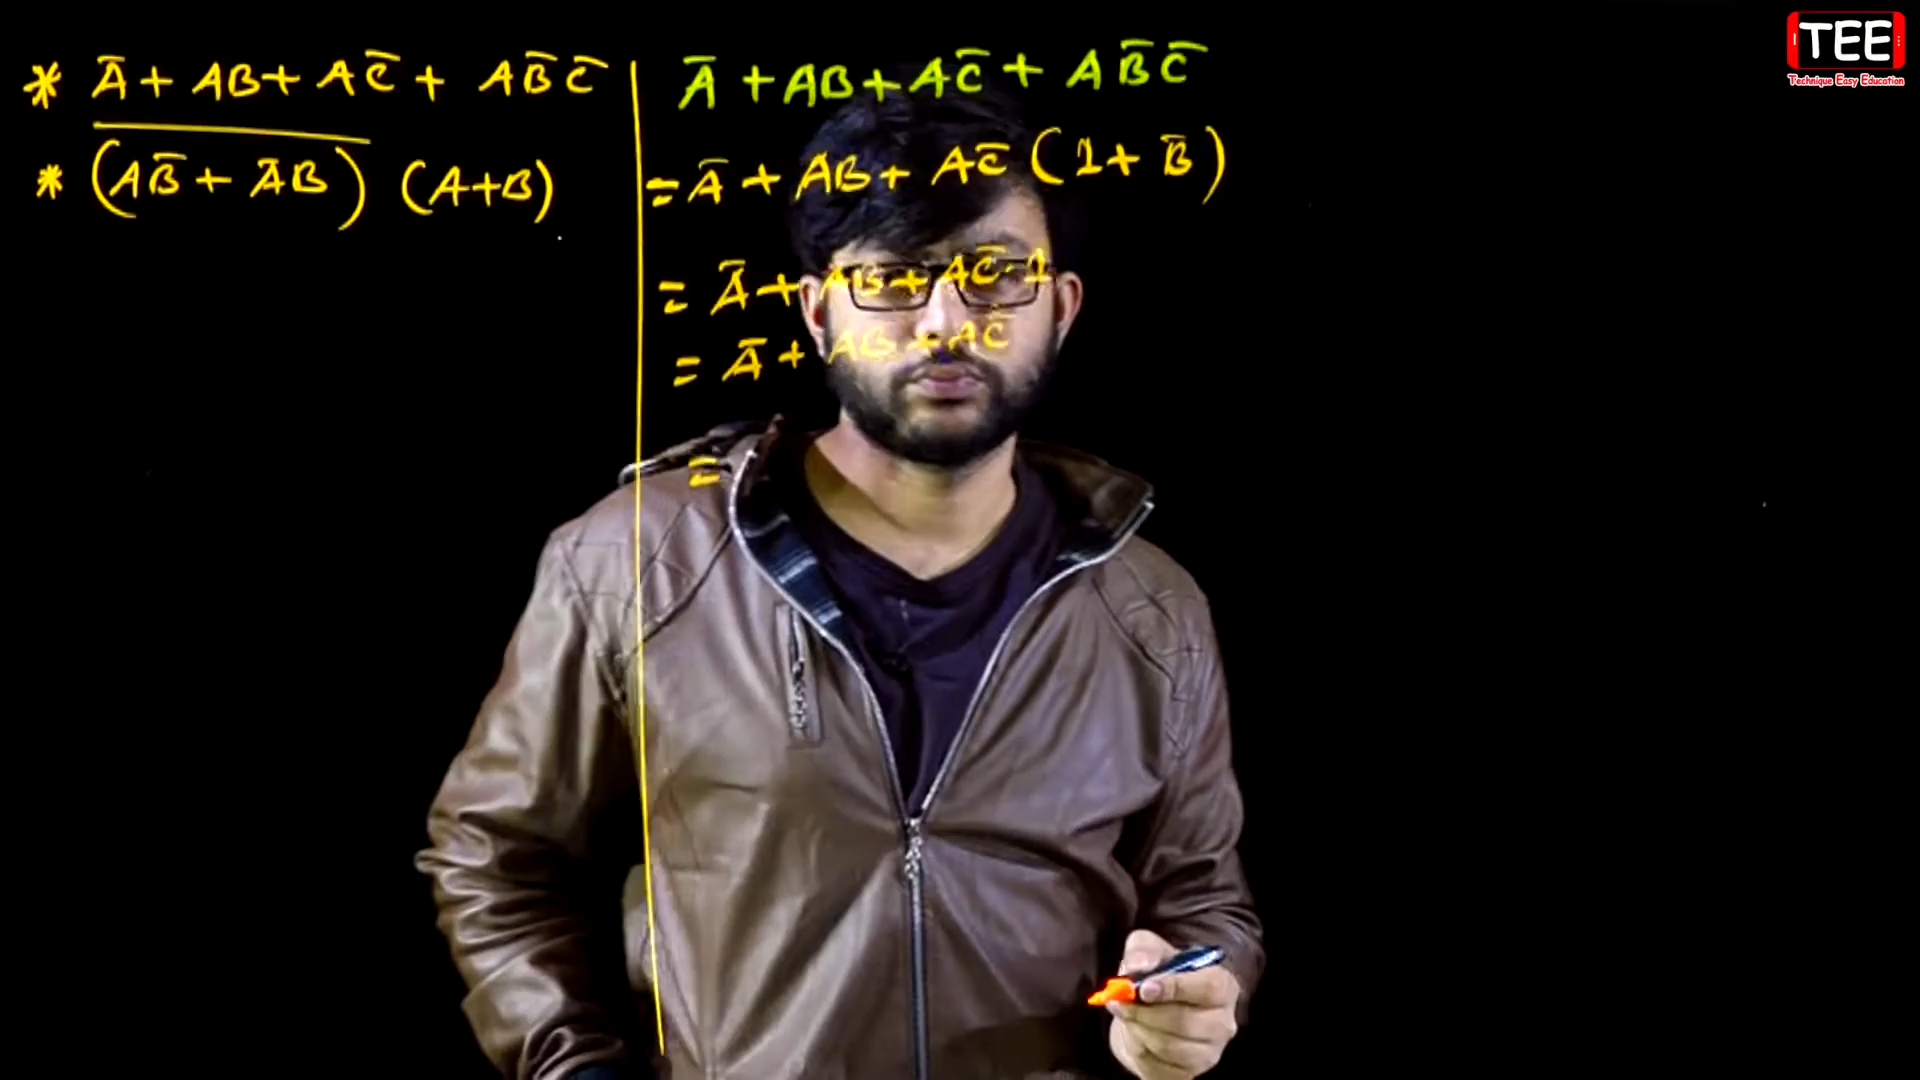 * A̅ + AB + AC̅ + AB̅C̅
* \overline{(AB̅ + A̅B)} (A+B)
A̅ + AB + AC̅ + AB̅C̅
= A̅ + AB + AC̅ (1 + B̅)
= A̅ + AB + AC̅·1
= A̅ + AB + AC̅
=
TEE
Technique Easy Education